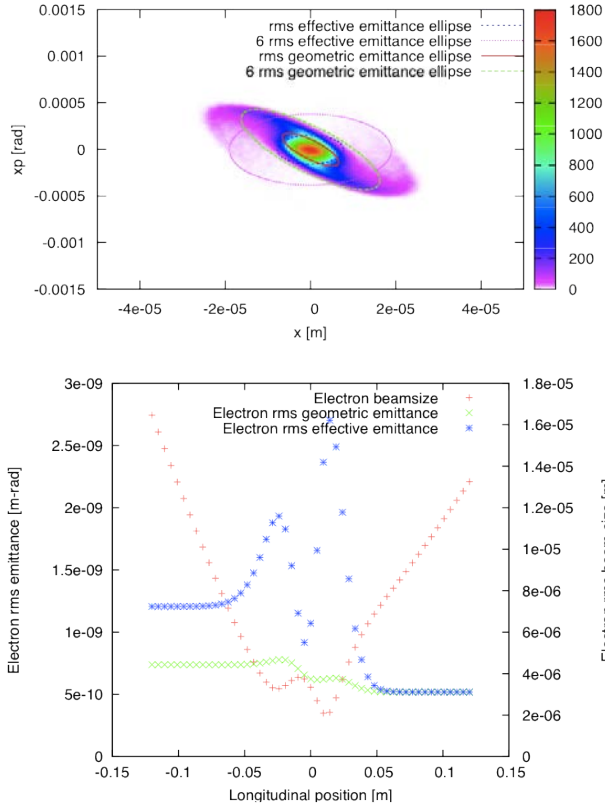 0.0015
0.001
0.0005
0
-0.0005
-0.001
-0.0015
xp [rad]
rms effective emittance ellipse
6 rms effective emittance ellipse
rms geometric emittance ellipse
6 rms geometric emittance ellipse
-4e-05 -2e-05 0 2e-05 4e-05
x [m]
1800
1600
1400
1200
1000
800
600
400
200
0
3e-09
2.5e-09
2e-09
1.5e-09
1e-09
5e-10
0
Electron rms emittance [m-rad]
Electron beamsize
Electron rms geometric emittance
Electron rms effective emittance
1.8e-05
1.6e-05
1.4e-05
1.2e-05
1e-05
8e-06
6e-06
4e-06
2e-06
0
-0.15 -0.1 -0.05 0 0.05 0.1 0.15
Longitudinal position [m]